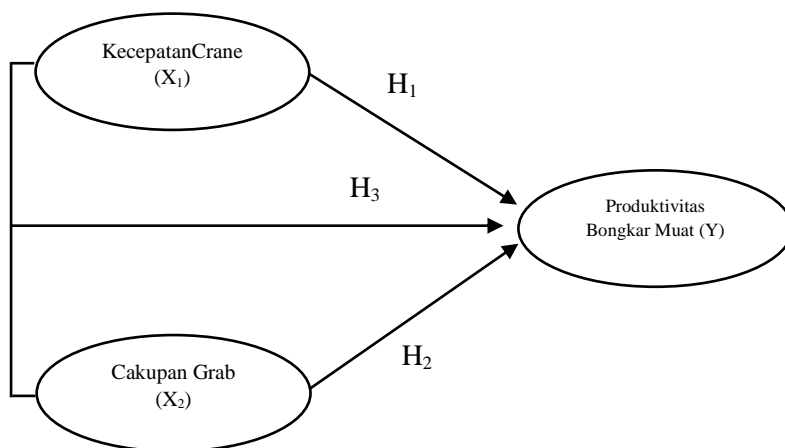 KecepatanCrane
(X₁)
H₁
H₃
Produktivitas
Bongkar Muat (Y)
Cakupan Grab
(X₂)
H₂